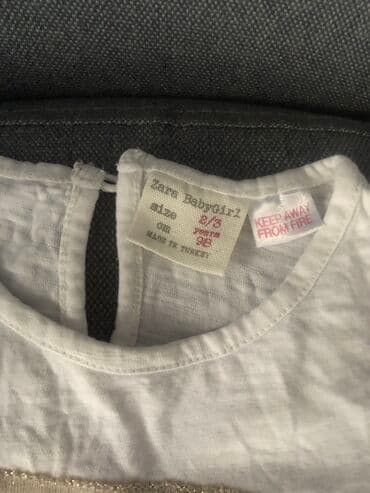 Zara BabyGirl
size 2/3 years
cm 98
MADE IN TURKEY
KEEP AWAY
FROM FIRE